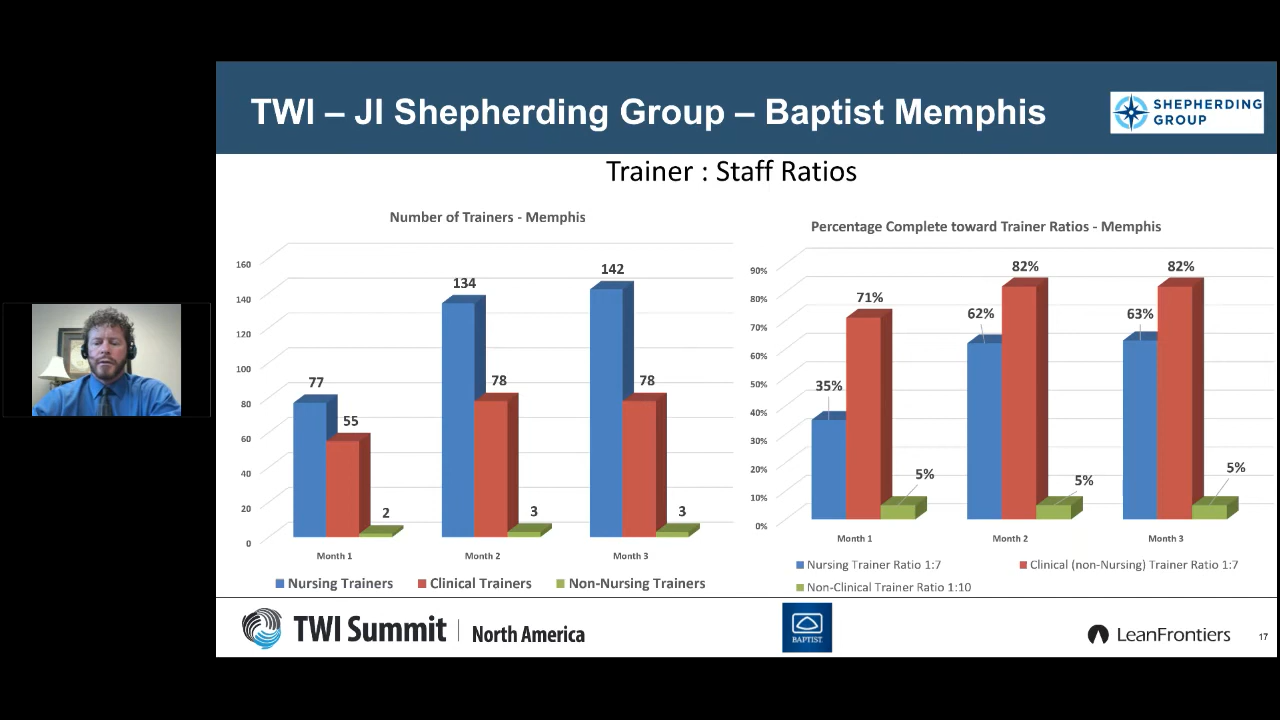 TWI – JI Shepherding Group – Baptist Memphis
SHEPHERDING
GROUP
Trainer : Staff Ratios
Number of Trainers - Memphis
160
140
120
100
80
60
40
20
0
77
55
2
134
78
3
142
78
3
Month 1
Month 2
Month 3
Nursing Trainers
Clinical Trainers
Non-Nursing Trainers
Percentage Complete toward Trainer Ratios - Memphis
90%
80%
70%
60%
50%
40%
30%
20%
10%
0%
35%
71%
5%
62%
82%
5%
63%
82%
5%
Month 1
Month 2
Month 3
Nursing Trainer Ratio 1:7
Clinical (non-Nursing) Trainer Ratio 1:7
Non-Clinical Trainer Ratio 1:10
TWI Summit
North America
BAPTIST
LeanFrontiers
17